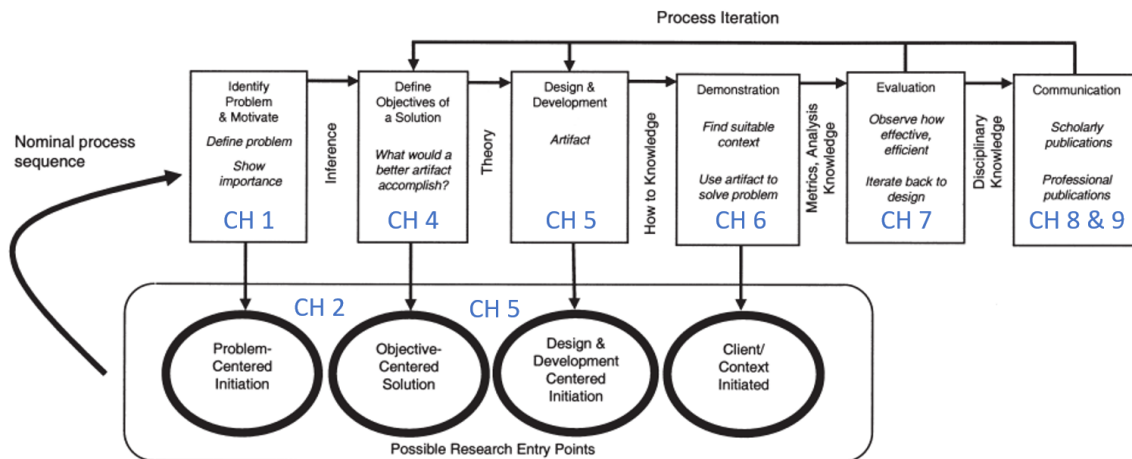 Process Iteration
Nominal process
sequence
Identify
Problem
& Motivate
Define problem
Show
importance
CH 1
Inference
Define
Objectives of
a Solution
What would a
better artifact
accomplish?
CH 4
Theory
Design &
Development
Artifact
CH 5
How to Knowledge
Demonstration
Find suitable
context
Use artifact to
solve problem
CH 6
Metrics, Analysis
Knowledge
Evaluation
Observe how
effective,
efficient
Iterate back to
design
CH 7
Disciplinary
Knowledge
Communication
Scholarly
publications
Professional
publications
CH 8 & 9
CH 2
CH 5
Problem-
Centered
Initiation
Objective-
Centered
Solution
Design &
Development
Centered
Initiation
Client/
Context
Initiated
Possible Research Entry Points